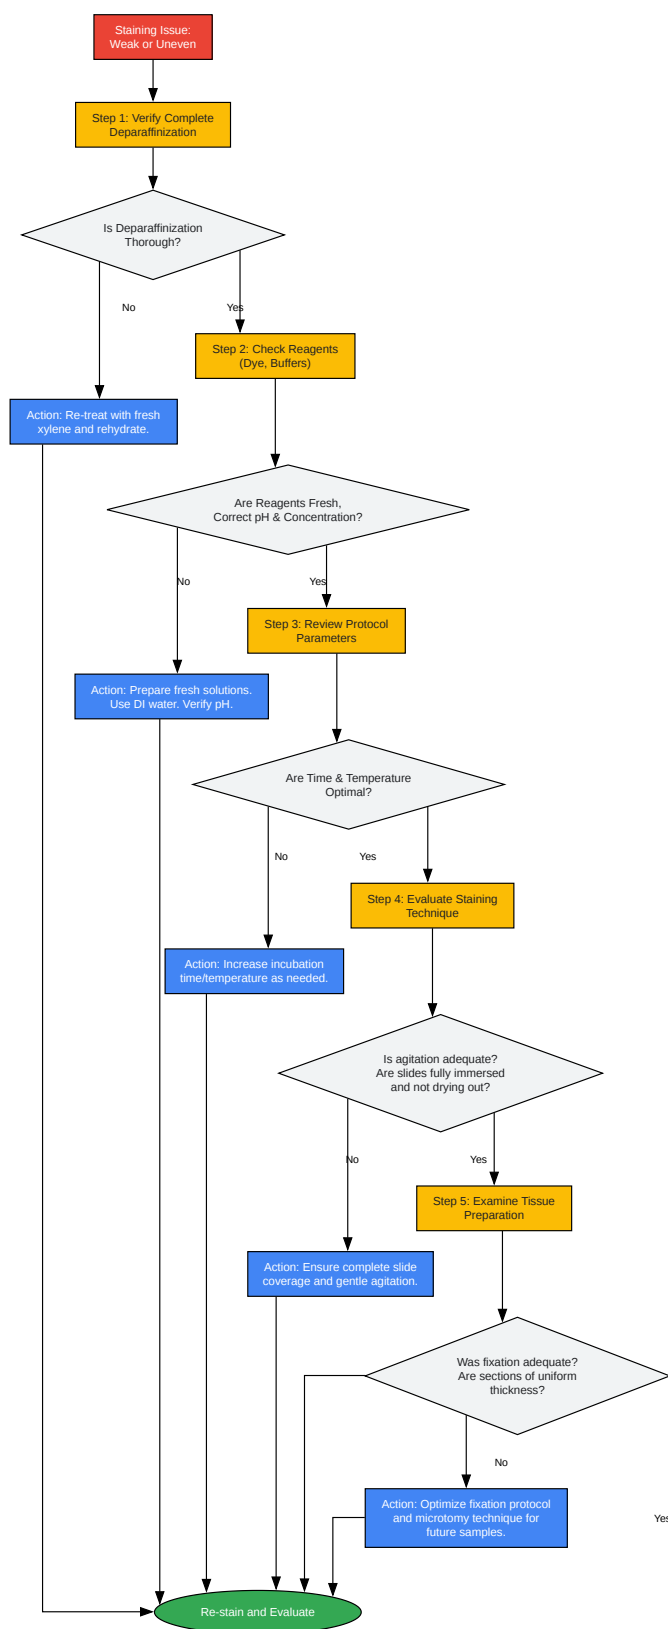 Staining Issue:
Weak or Uneven
Step 1: Verify Complete
Deparaffinization
Is Deparaffinization
Thorough?
No
Yes
Step 2: Check Reagents
(Dye, Buffers)
Action: Re-treat with fresh
xylene and rehydrate.
Are Reagents Fresh,
Correct pH & Concentration?
No
Yes
Step 3: Review Protocol
Parameters
Action: Prepare fresh solutions.
Use DI water. Verify pH.
Are Time & Temperature
Optimal?
No
Yes
Step 4: Evaluate Staining
Technique
Action: Increase incubation
time/temperature as needed.
Is agitation adequate?
Are slides fully immersed
and not drying out?
No
Yes
Step 5: Examine Tissue
Preparation
Action: Ensure complete slide
coverage and gentle agitation.
Was fixation adequate?
Are sections of uniform
thickness?
No
Action: Optimize fixation protocol
and microtomy technique for
future samples.
Yes
Re-stain and Evaluate